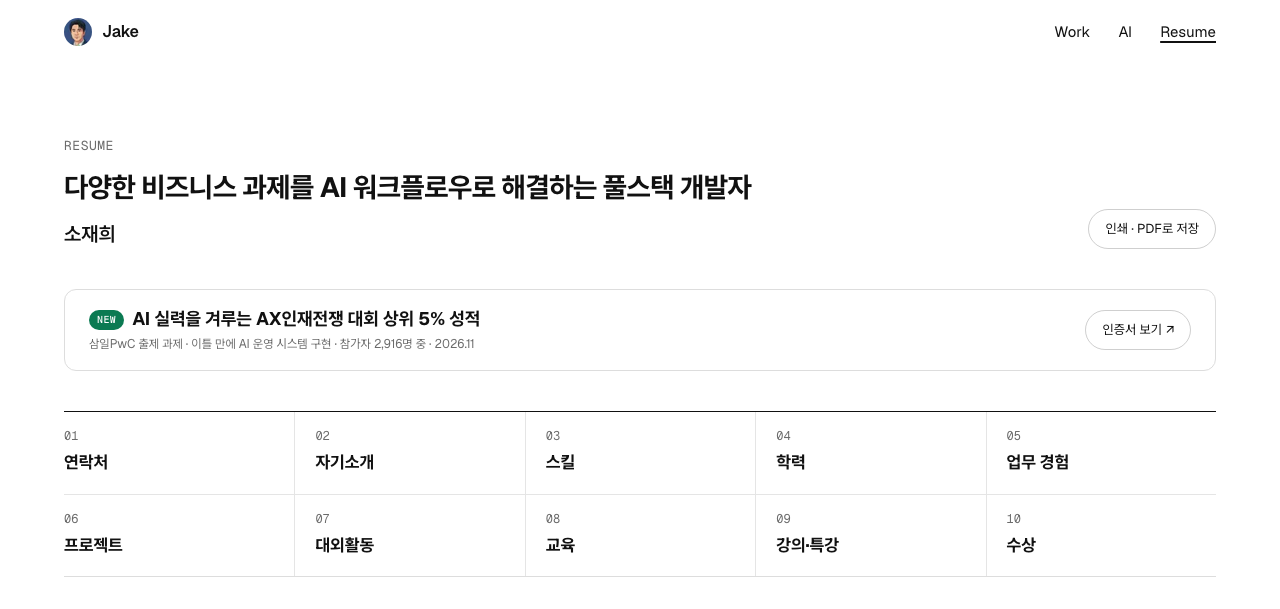 Jake
Work
AI
Resume
RESUME
다양한 비즈니스 과제를 AI 워크플로우로 해결하는 풀스택 개발자
소재희
인쇄 · PDF로 저장
NEW AI 실력을 겨루는 AX인재전쟁 대회 상위 5% 성적
삼일PwC 출제 과제 · 이틀 만에 AI 운영 시스템 구현 · 참가자 2,916명 중 · 2026.11
인증서 보기 ↗
01
연락처
02
자기소개
03
스킬
04
학력
05
업무 경험
06
프로젝트
07
대외활동
08
교육
09
강의·특강
10
수상